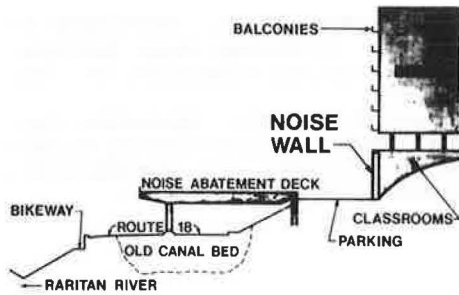 BALCONIES
NOISE
WALL
NOISE ABATEMENT DECK
BIKEWAY
ROUTE 18
CLASSROOMS
OLD CANAL BED
PARKING
RARITAN RIVER